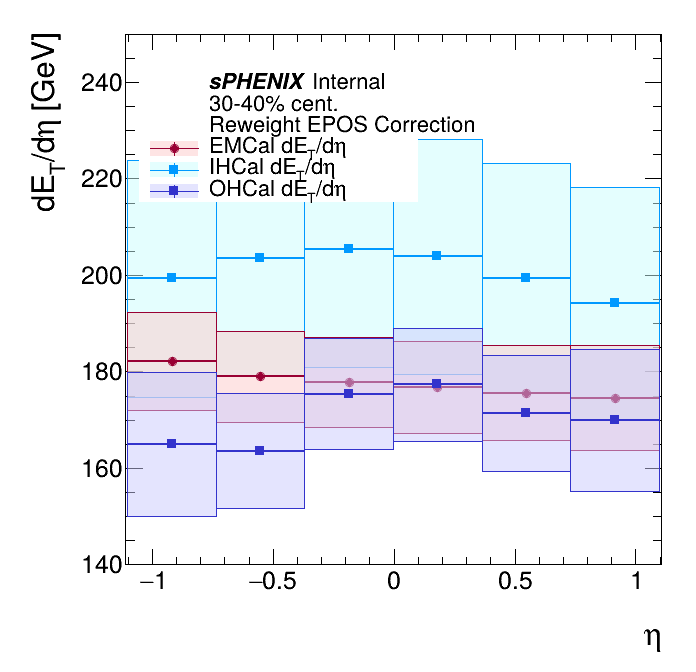 dE_T/dη [GeV]
240
220
200
180
160
140
sPHENIX Internal
30-40% cent.
Reweight EPOS Correction
EMCal dE_T/dη
IHCal dE_T/dη
OHCal dE_T/dη
−1 −0.5 0 0.5 1
η